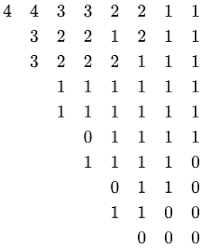 4 4 3 3 2 2 1 1
3 2 2 1 2 1 1
3 2 2 2 1 1 1
1 1 1 1 1 1
1 1 1 1 1 1
0 1 1 1 1
1 1 1 1 0
0 1 1 0
1 1 0 0
0 0 0